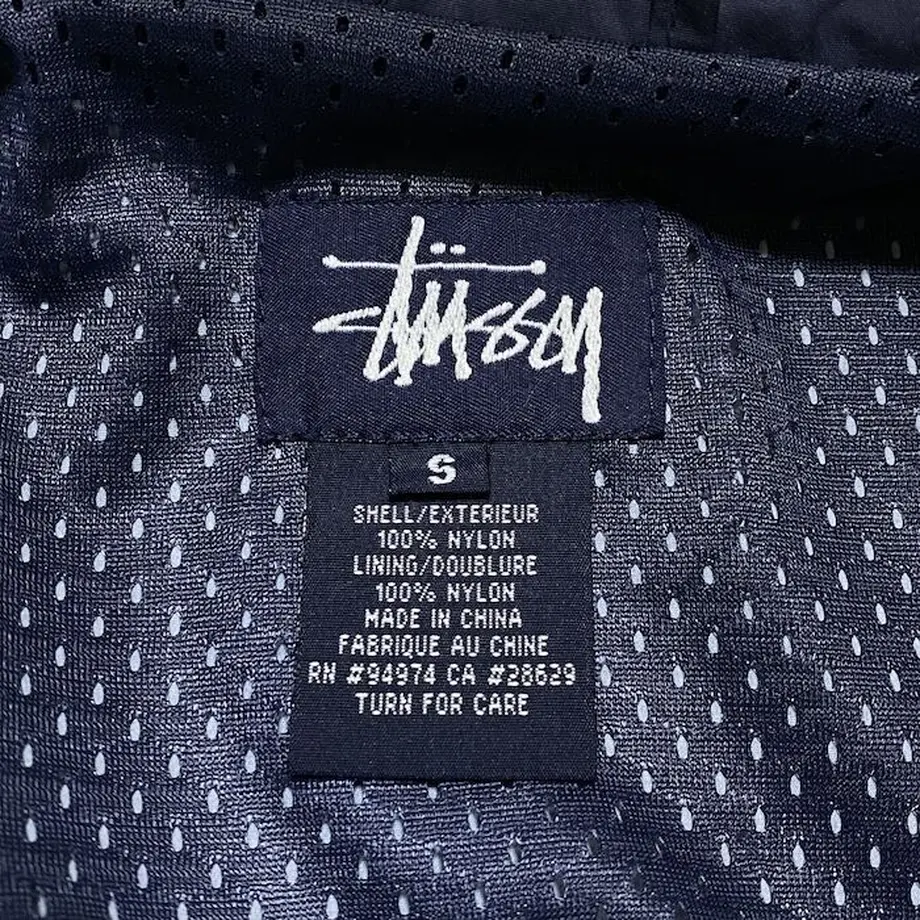 Stüssy
S
SHELL/EXTERIEUR
100% NYLON
LINING/DOUBLURE
100% NYLON
MADE IN CHINA
FABRIQUE AU CHINE
RN #94974 CA #28629
TURN FOR CARE